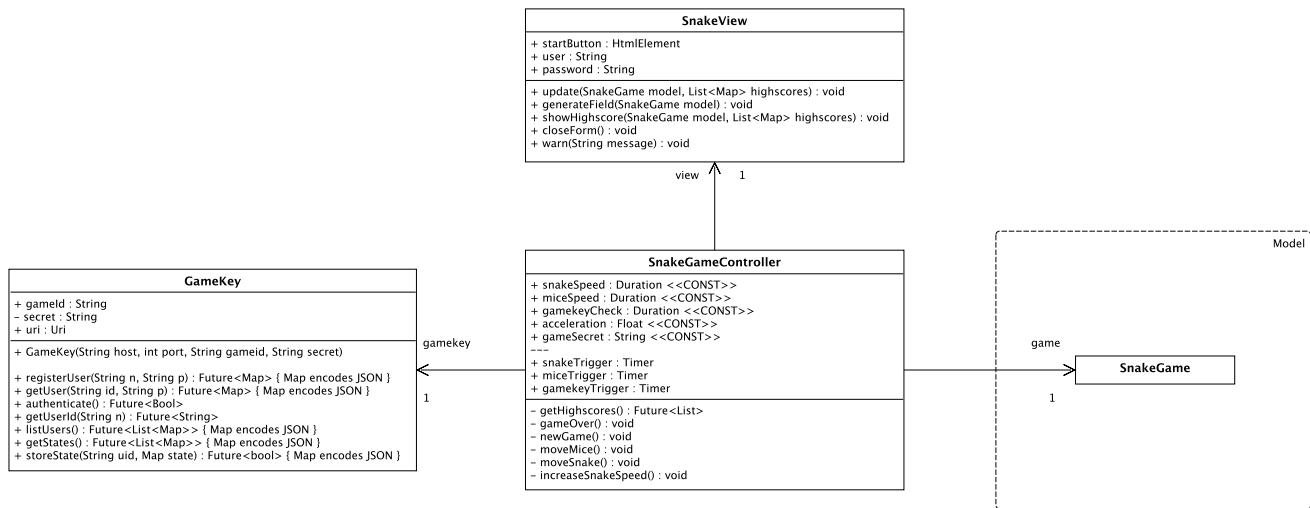 SnakeView
+ startButton : HtmlElement
+ user : String
+ password : String
+ update(SnakeGame model, List<Map> highscores) : void
+ generateField(SnakeGame model) : void
+ showHighscore(SnakeGame model, List<Map> highscores) : void
+ closeForm() : void
+ warn(String message) : void
view 1
Model
GameKey
+ gameId : String
– secret : String
+ uri : Uri
+ GameKey(String host, int port, String gameid, String secret)
+ registerUser(String n, String p) : Future<Map> { Map encodes JSON }
+ getUser(String id, String p) : Future<Map> { Map encodes JSON }
+ authenticate() : Future<Bool>
+ getUserId(String n) : Future<String>
+ listUsers() : Future<List<Map>> { Map encodes JSON }
+ getStates() : Future<List<Map>> { Map encodes JSON }
+ storeState(String uid, Map state) : Future<bool> { Map encodes JSON }
gamekey
1
SnakeGameController
+ snakeSpeed : Duration <<CONST>>
+ miceSpeed : Duration <<CONST>>
+ gamekeyCheck : Duration <<CONST>>
+ acceleration : Float <<CONST>>
+ gameSecret : String <<CONST>>
---
+ snakeTrigger : Timer
+ miceTrigger : Timer
+ gamekeyTrigger : Timer
– getHighscores() : Future<List>
– gameOver() : void
– newGame() : void
– moveMice() : void
– moveSnake() : void
– increaseSnakeSpeed() : void
game
1
SnakeGame